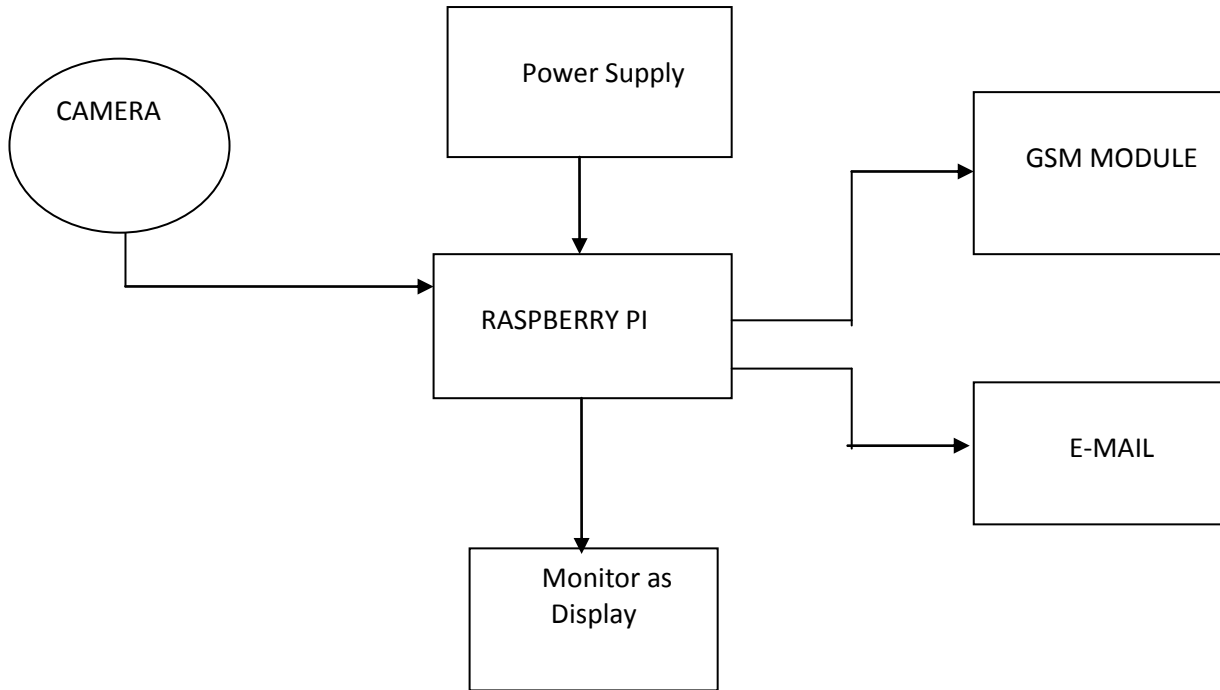 Power Supply
CAMERA
GSM MODULE
RASPBERRY PI
E-MAIL
Monitor as
Display